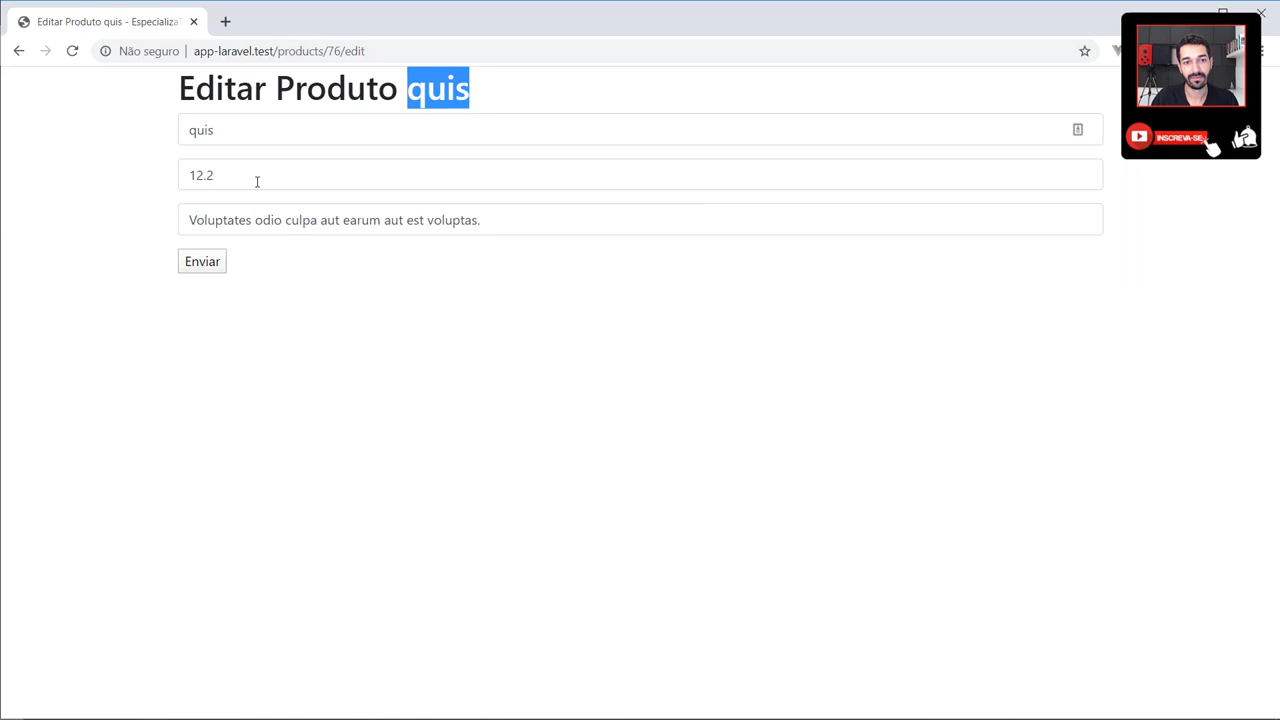 Editar Produto quis - Especializa
Não seguro | app-laravel.test/products/76/edit
Editar Produto quis
quis
12.2
Voluptates odio culpa aut earum aut est voluptas.
Enviar
INSCREVA-SE